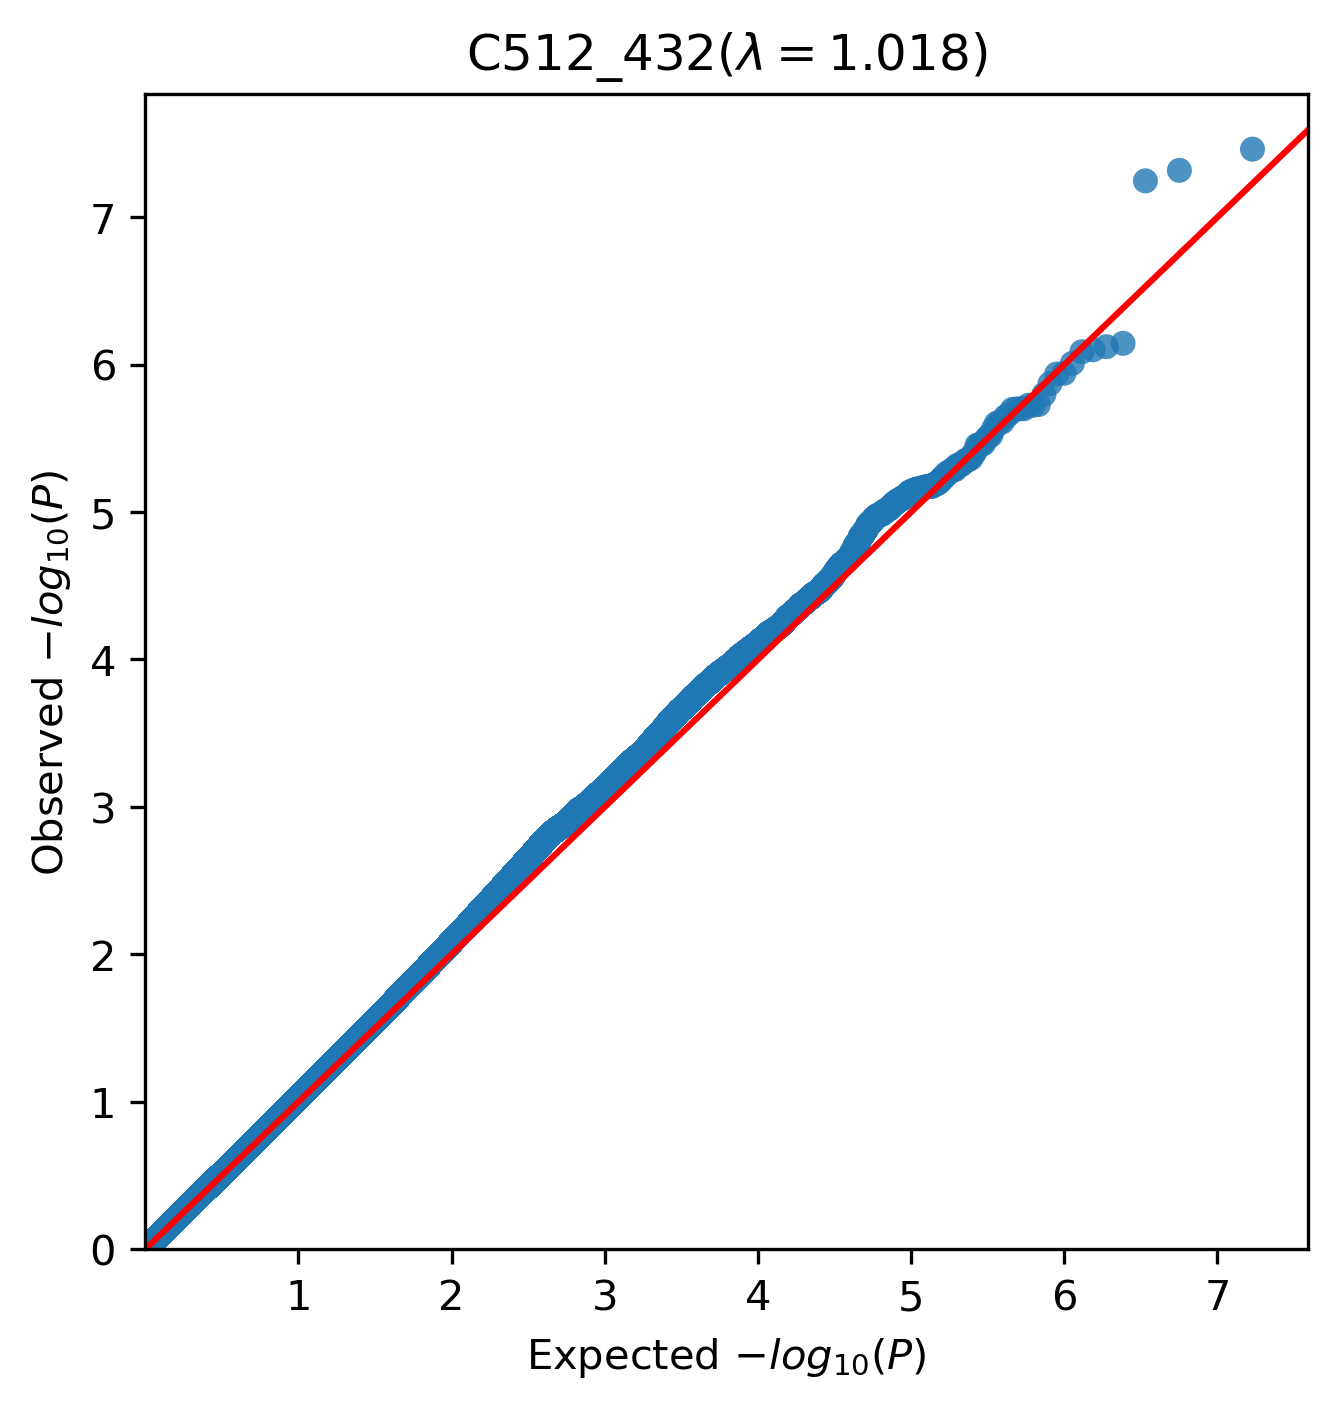 C512_432(λ = 1.018)
Observed −log₁₀(P)
7
6
5
4
3
2
1
0
1 2 3 4 5 6 7
Expected −log₁₀(P)